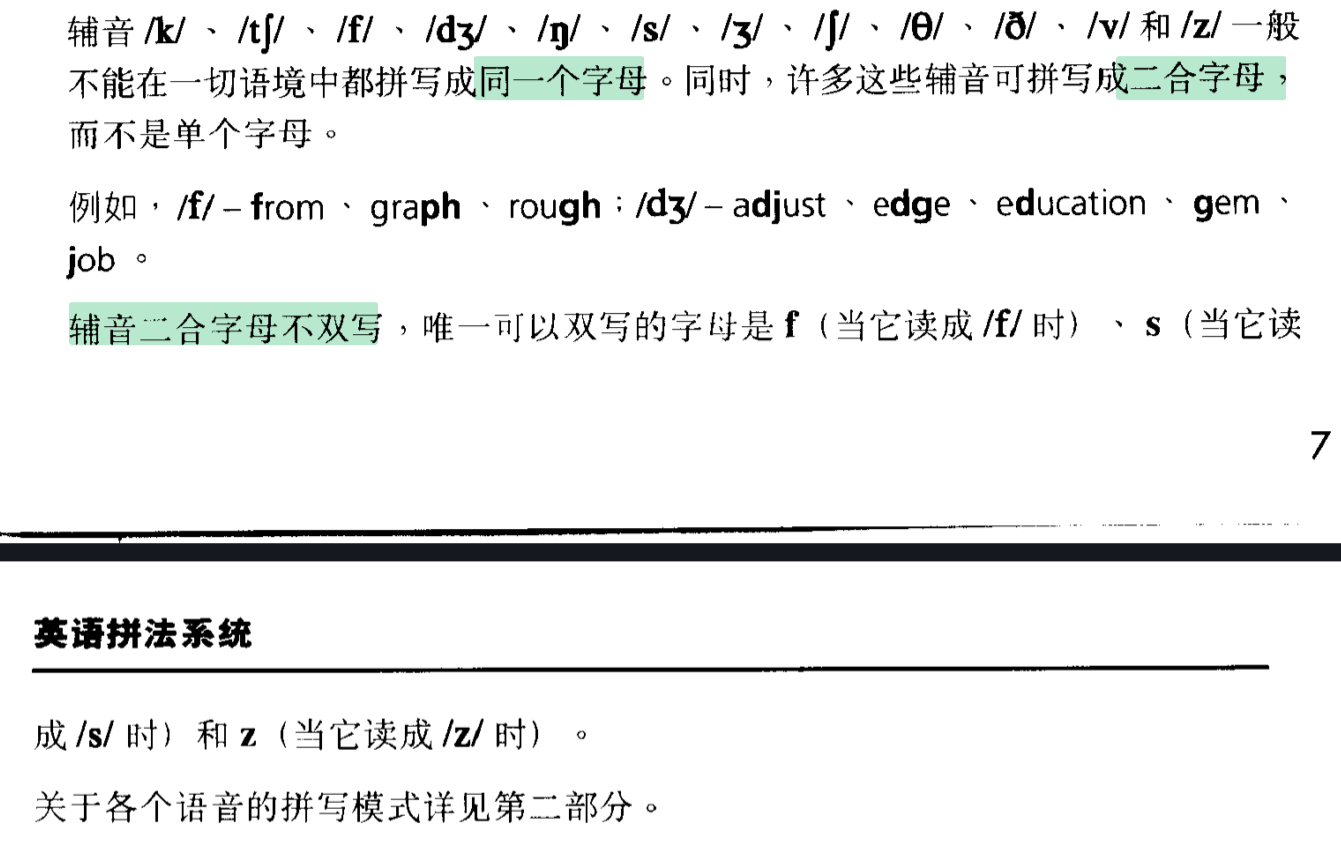 辅音 /k/、/tʃ/、/f/、/dʒ/、/ŋ/、/s/、/ʒ/、/ʃ/、/θ/、/ð/、/v/ 和 /z/ 一般
不能在一切语境中都拼写成同一个字母。同时，许多这些辅音可拼写成二合字母，
而不是单个字母。
例如，/f/ – from、graph、rough；/dʒ/ – adjust、edge、education、gem、
job。
辅音二合字母不双写，唯一可以双写的字母是 f（当它读成 /f/ 时）、s（当它读
7
英语拼法系统
成 /s/ 时）和 z（当它读成 /z/ 时）。
关于各个语音的拼写模式详见第二部分。